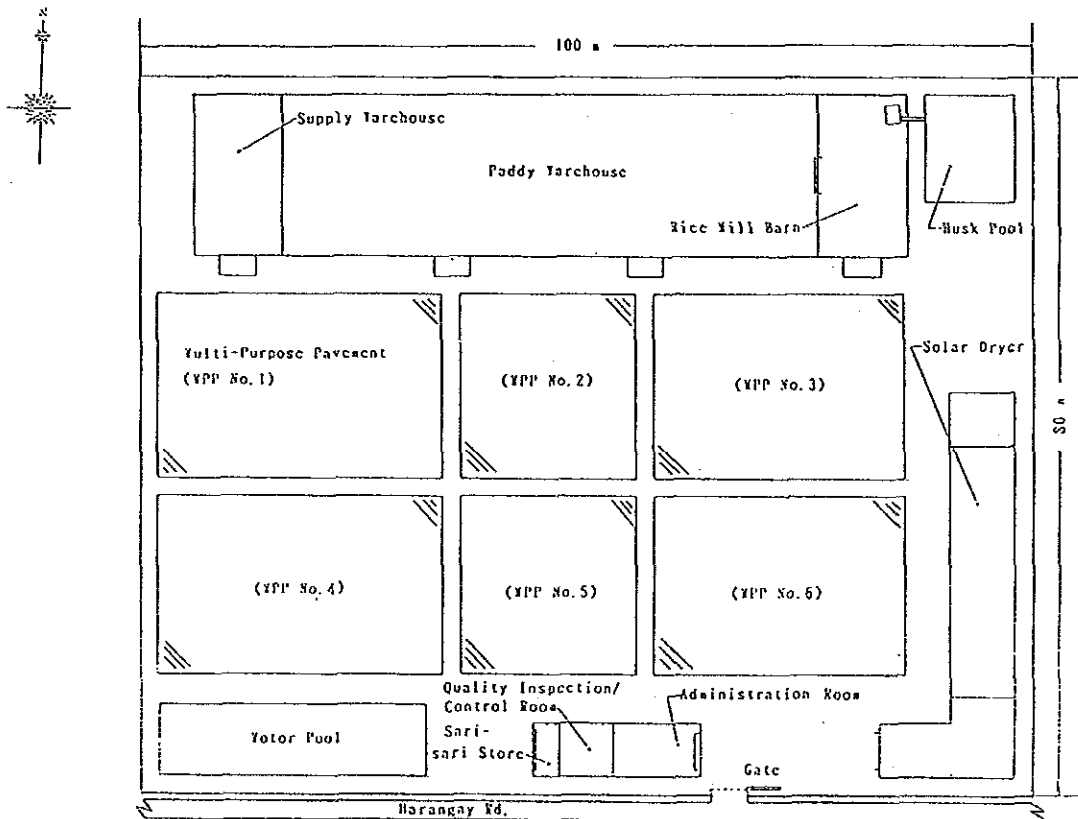 N
100 m
Supply Warehouse
Paddy Warehouse
Rice Mill Barn
Husk Pool
Multi-Purpose Pavement
(MPP No.1)
(MPP No.2)
(MPP No.3)
Solar Dryer
80 m
(MPP No.4)
(MPP No.5)
(MPP No.6)
Quality Inspection/
Control Room
Administration Room
Motor Pool
Sari-
sari Store
Gate
Barangay Rd.